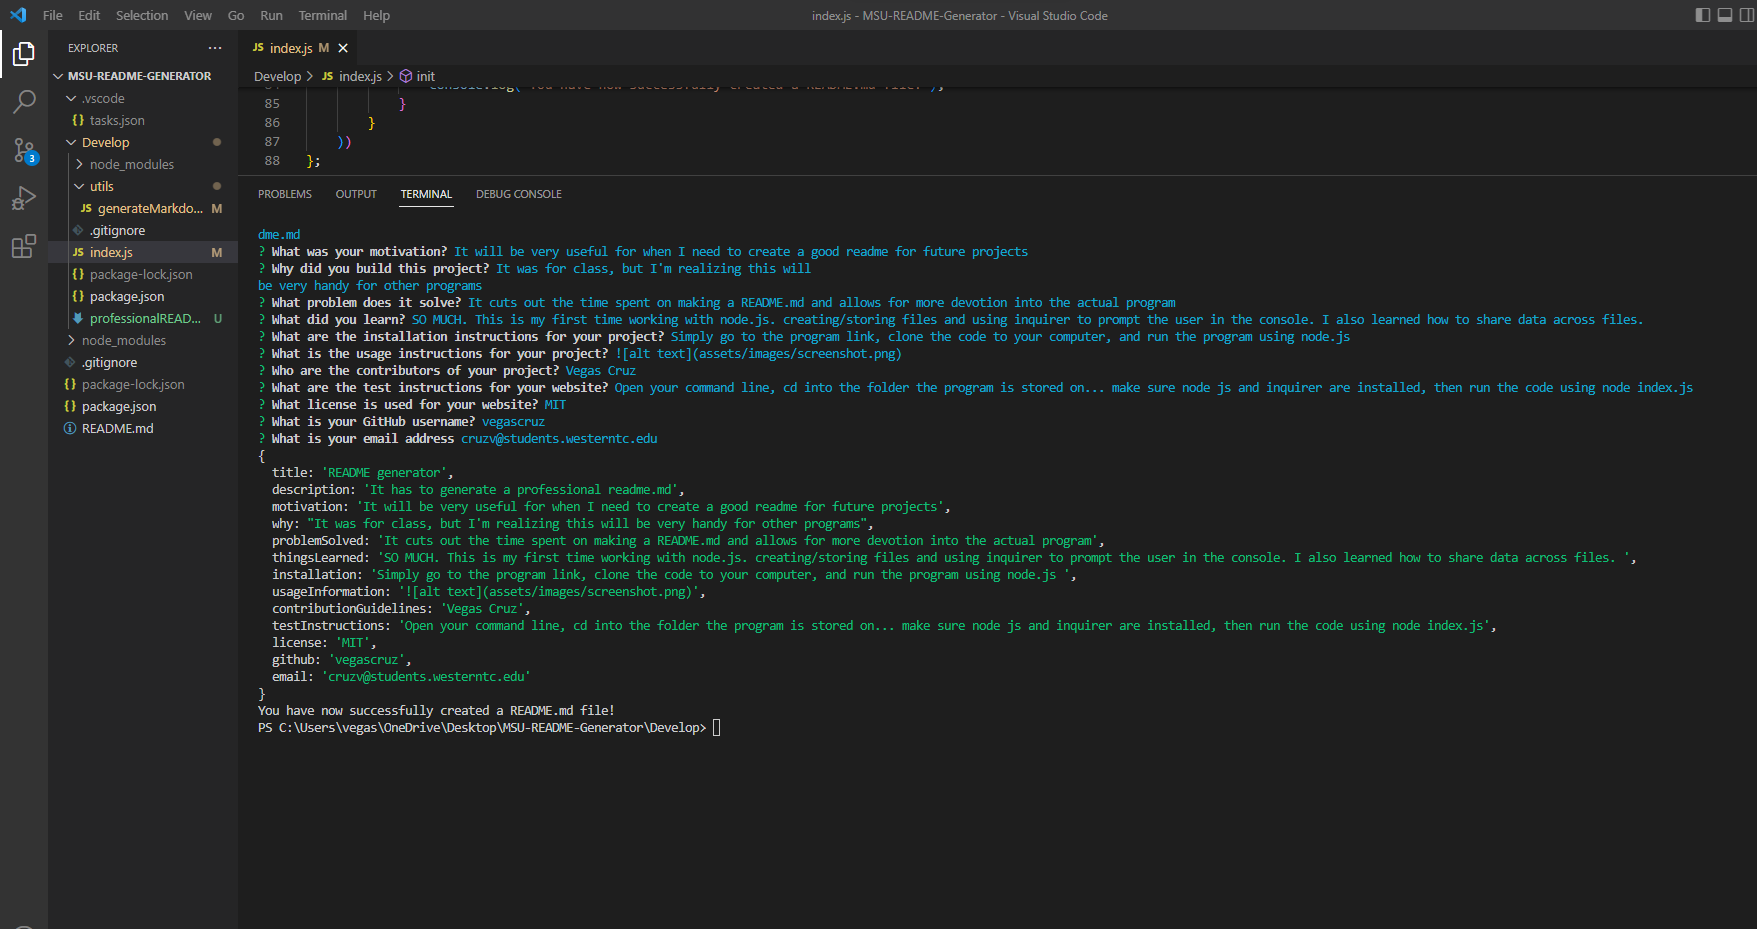 File Edit Selection View Go Run Terminal Help
index.js - MSU-README-Generator - Visual Studio Code
EXPLORER ···
MSU-README-GENERATOR
.vscode
{} tasks.json
Develop
node_modules
utils
JS generateMarkdo... M
.gitignore
JS index.js M
{} package-lock.json
{} package.json
professionalREAD... U
node_modules
.gitignore
{} package-lock.json
{} package.json
README.md
3
JS index.js M
Develop > JS index.js > init
84 console.log("You have now successfully created a README.md file!");
85 }
86 }
87 ))
88 };
PROBLEMS OUTPUT TERMINAL DEBUG CONSOLE
dme.md
? What was your motivation? It will be very useful for when I need to create a good readme for future projects
? Why did you build this project? It was for class, but I'm realizing this will
be very handy for other programs
? What problem does it solve? It cuts out the time spent on making a README.md and allows for more devotion into the actual program
? What did you learn? SO MUCH. This is my first time working with node.js. creating/storing files and using inquirer to prompt the user in the console. I also learned how to share data across files.
? What are the installation instructions for your project? Simply go to the program link, clone the code to your computer, and run the program using node.js
? What is the usage instructions for your project? ![alt text](assets/images/screenshot.png)
? Who are the contributors of your project? Vegas Cruz
? What are the test instructions for your website? Open your command line, cd into the folder the program is stored on... make sure node js and inquirer are installed, then run the code using node index.js
? What license is used for your website? MIT
? What is your GitHub username? vegascruz
? What is your email address cruzv@students.westerntc.edu
{
title: 'README generator',
description: 'It has to generate a professional readme.md',
motivation: 'It will be very useful for when I need to create a good readme for future projects',
why: "It was for class, but I'm realizing this will be very handy for other programs",
problemSolved: 'It cuts out the time spent on making a README.md and allows for more devotion into the actual program',
thingsLearned: 'SO MUCH. This is my first time working with node.js. creating/storing files and using inquirer to prompt the user in the console. I also learned how to share data across files. ',
installation: 'Simply go to the program link, clone the code to your computer, and run the program using node.js ',
usageInformation: '![alt text](assets/images/screenshot.png)',
contributionGuidelines: 'Vegas Cruz',
testInstructions: 'Open your command line, cd into the folder the program is stored on... make sure node js and inquirer are installed, then run the code using node index.js',
license: 'MIT',
github: 'vegascruz',
email: 'cruzv@students.westerntc.edu'
}
You have now successfully created a README.md file!
PS C:\Users\vegas\OneDrive\Desktop\MSU-README-Generator\Develop>